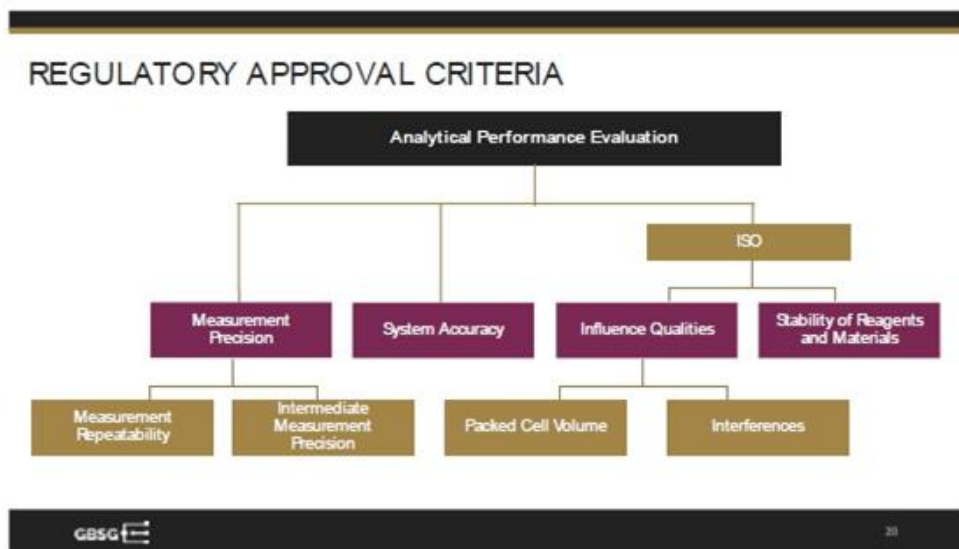 REGULATORY APPROVAL CRITERIA
Analytical Performance Evaluation
ISO
Measurement
Precision
System Accuracy
Influence Qualities
Stability of Reagents
and Materials
Measurement
Repeatability
Intermediate
Measurement
Precision
Packed Cell Volume
Interferences
GBSG
20